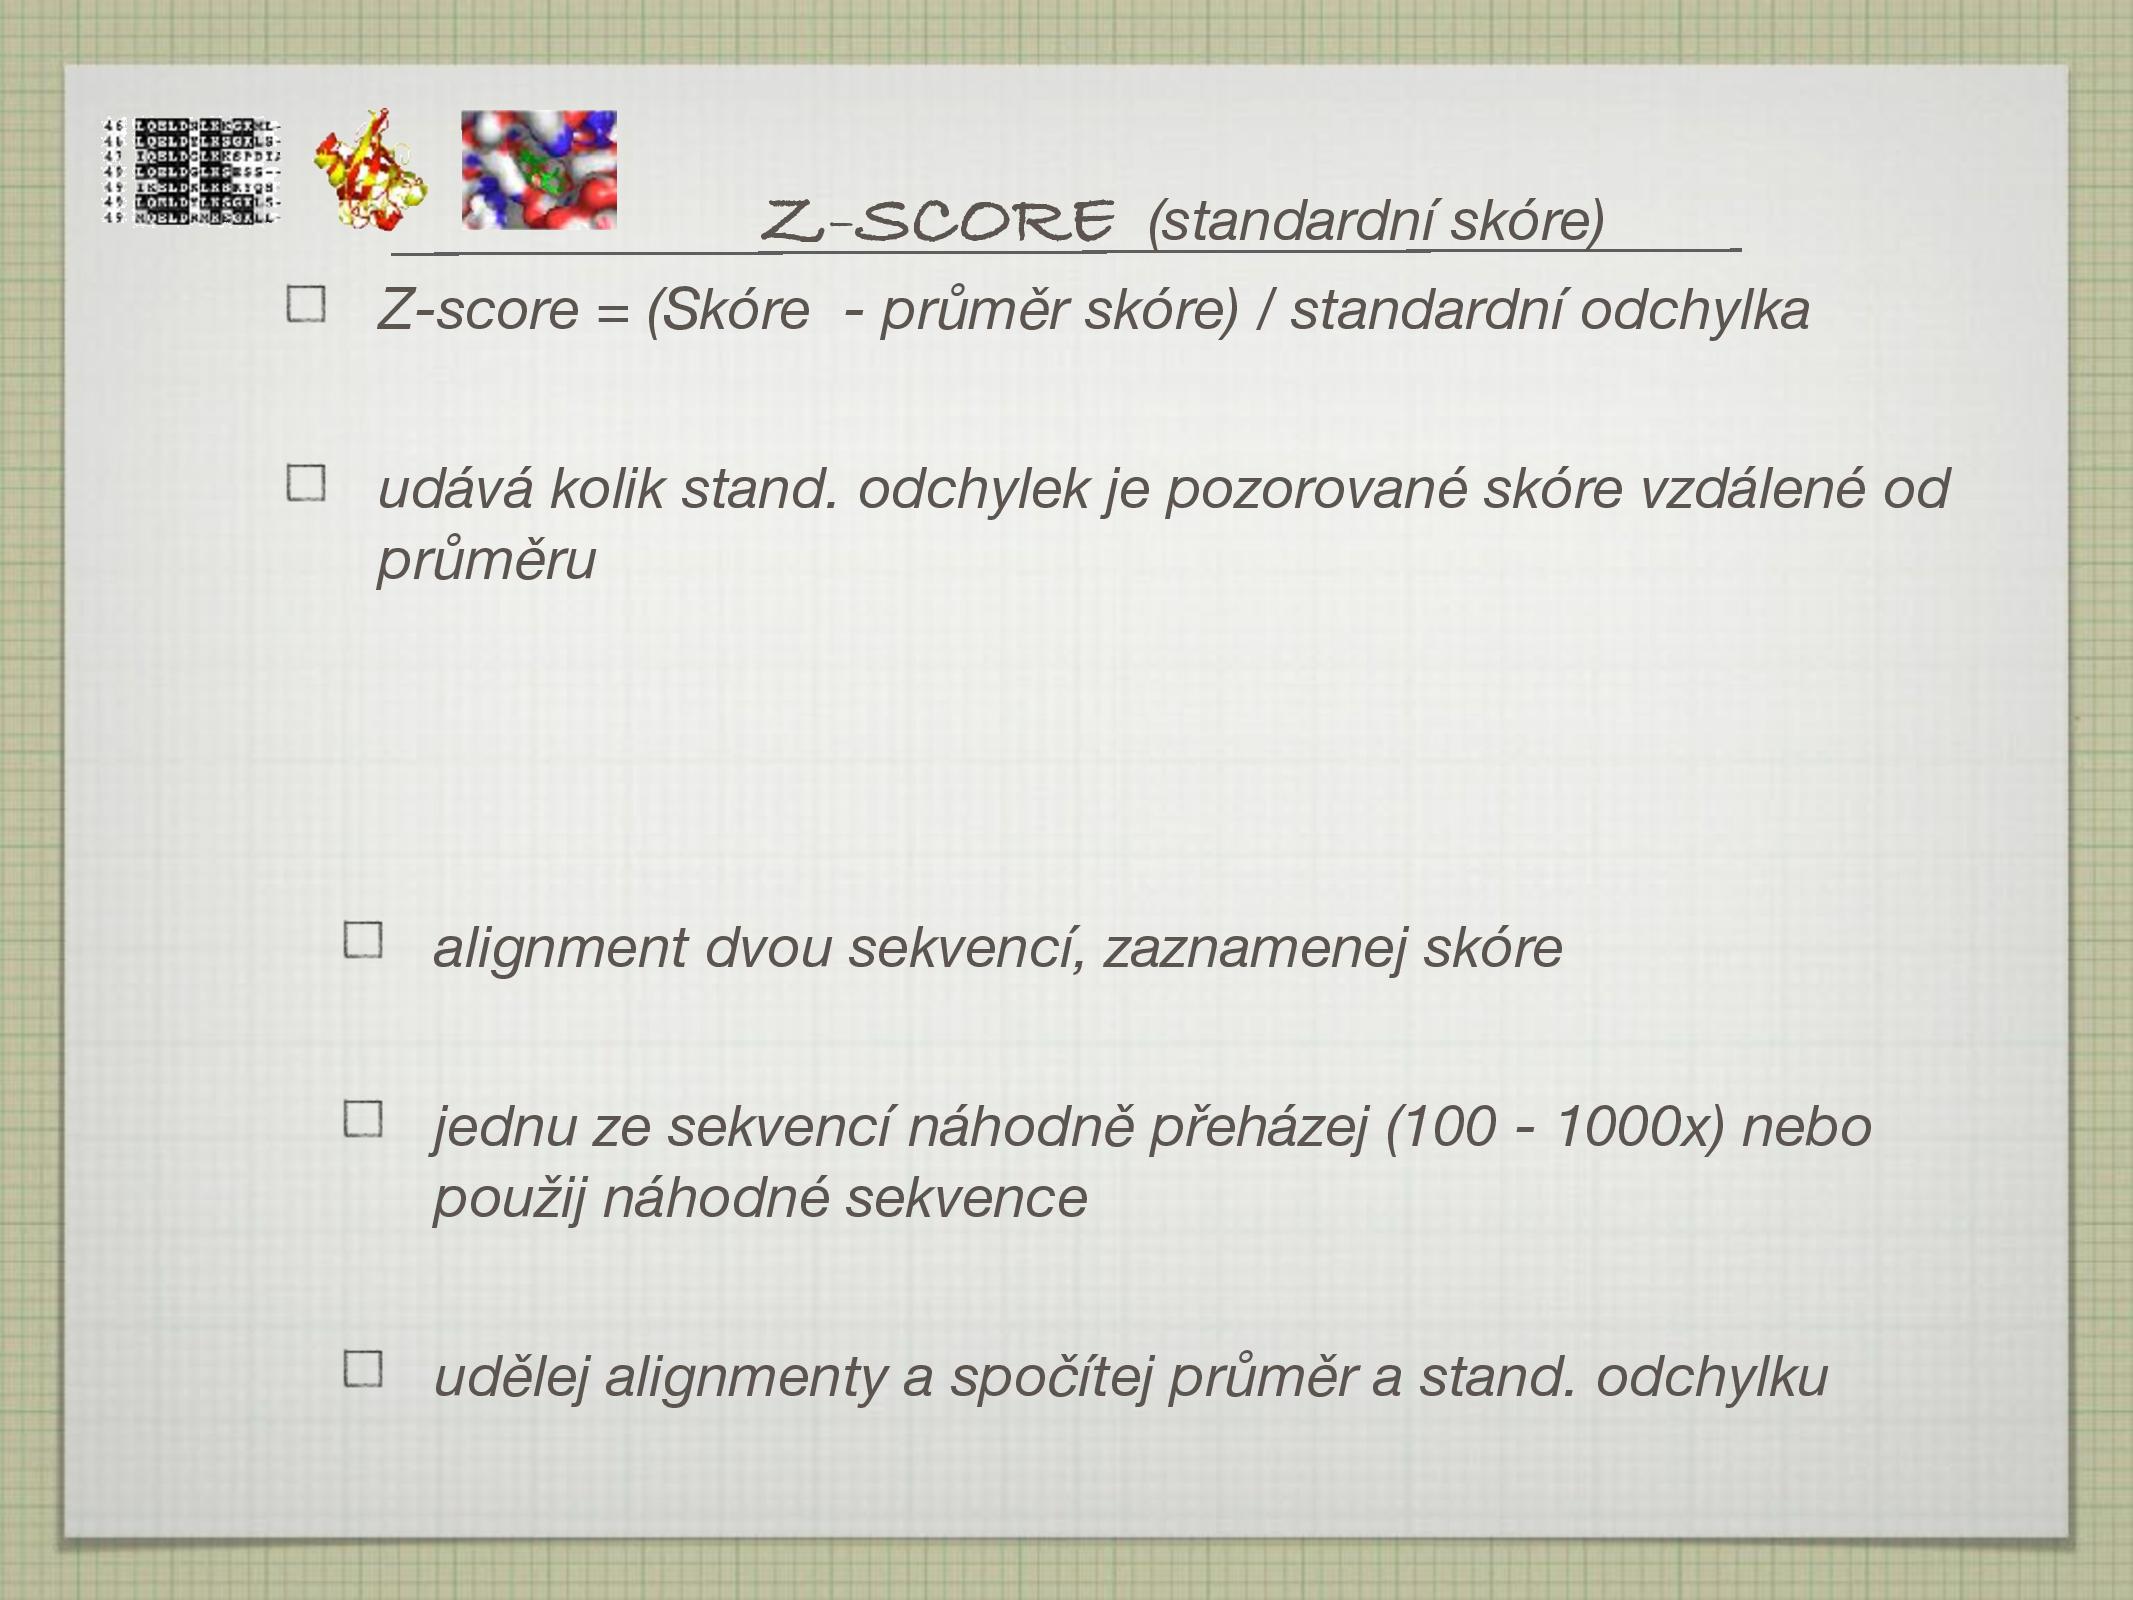 Z-SCORE (standardní skóre)
Z-score = (Skóre - průměr skóre) / standardní odchylka
udává kolik stand. odchylek je pozorované skóre vzdálené od
průměru
alignment dvou sekvencí, zaznamenej skóre
jednu ze sekvencí náhodně přeházej (100 - 1000x) nebo
použij náhodné sekvence
udělej alignmenty a spočítej průměr a stand. odchylku